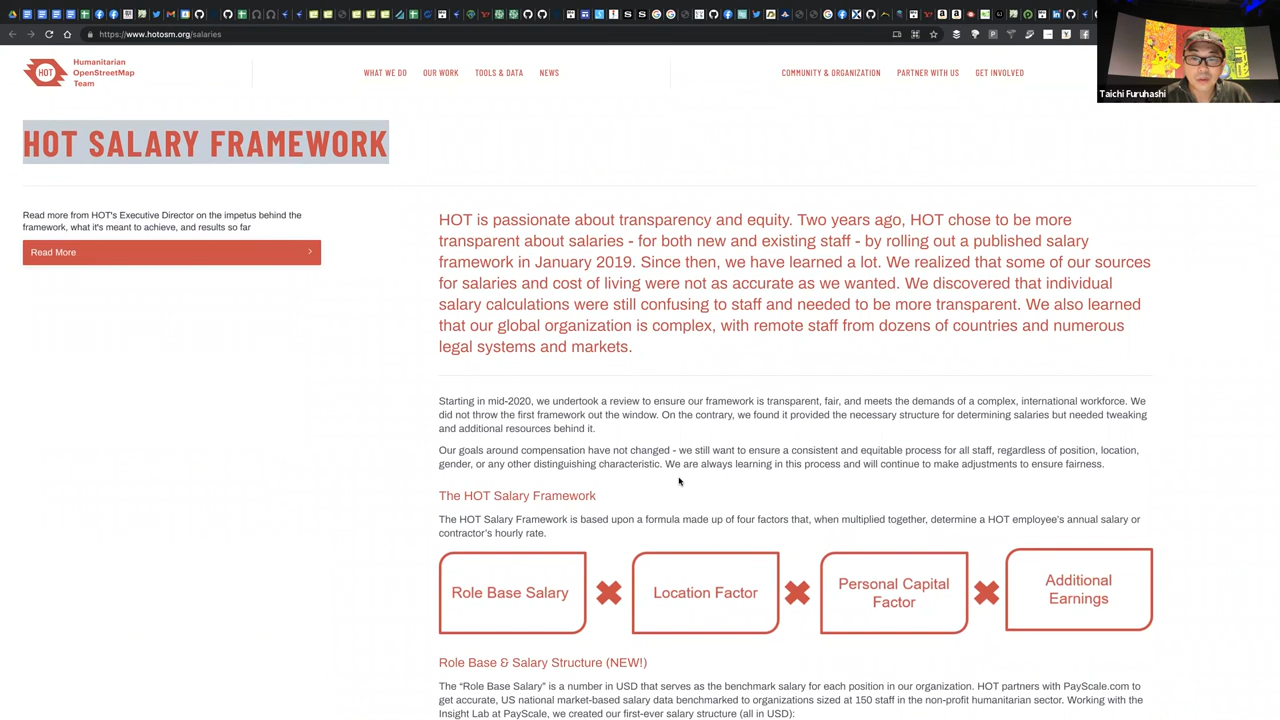 https://www.hotosm.org/salaries
Taichi Furuhashi
HOT
Humanitarian
OpenStreetMap
Team
WHAT WE DO
OUR WORK
TOOLS & DATA
NEWS
COMMUNITY & ORGANIZATION
PARTNER WITH US
GET INVOLVED
HOT SALARY FRAMEWORK
Read more from HOT's Executive Director on the impetus behind the
framework, what it's meant to achieve, and results so far
Read More
HOT is passionate about transparency and equity. Two years ago, HOT chose to be more
transparent about salaries - for both new and existing staff - by rolling out a published salary
framework in January 2019. Since then, we have learned a lot. We realized that some of our sources
for salaries and cost of living were not as accurate as we wanted. We discovered that individual
salary calculations were still confusing to staff and needed to be more transparent. We also learned
that our global organization is complex, with remote staff from dozens of countries and numerous
legal systems and markets.
Starting in mid-2020, we undertook a review to ensure our framework is transparent, fair, and meets the demands of a complex, international workforce. We
did not throw the first framework out the window. On the contrary, we found it provided the necessary structure for determining salaries but needed tweaking
and additional resources behind it.
Our goals around compensation have not changed - we still want to ensure a consistent and equitable process for all staff, regardless of position, location,
gender, or any other distinguishing characteristic. We are always learning in this process and will continue to make adjustments to ensure fairness.
The HOT Salary Framework
The HOT Salary Framework is based upon a formula made up of four factors that, when multiplied together, determine a HOT employee's annual salary or
contractor's hourly rate.
Role Base Salary
Location Factor
Personal Capital
Factor
Additional
Earnings
Role Base & Salary Structure (NEW!)
The “Role Base Salary” is a number in USD that serves as the benchmark salary for each position in our organization. HOT partners with PayScale.com to
get accurate, US national market-based salary data benchmarked to organizations sized at 150 staff in the non-profit humanitarian sector. Working with the
Insight Lab at PayScale, we created our first-ever salary structure (all in USD):